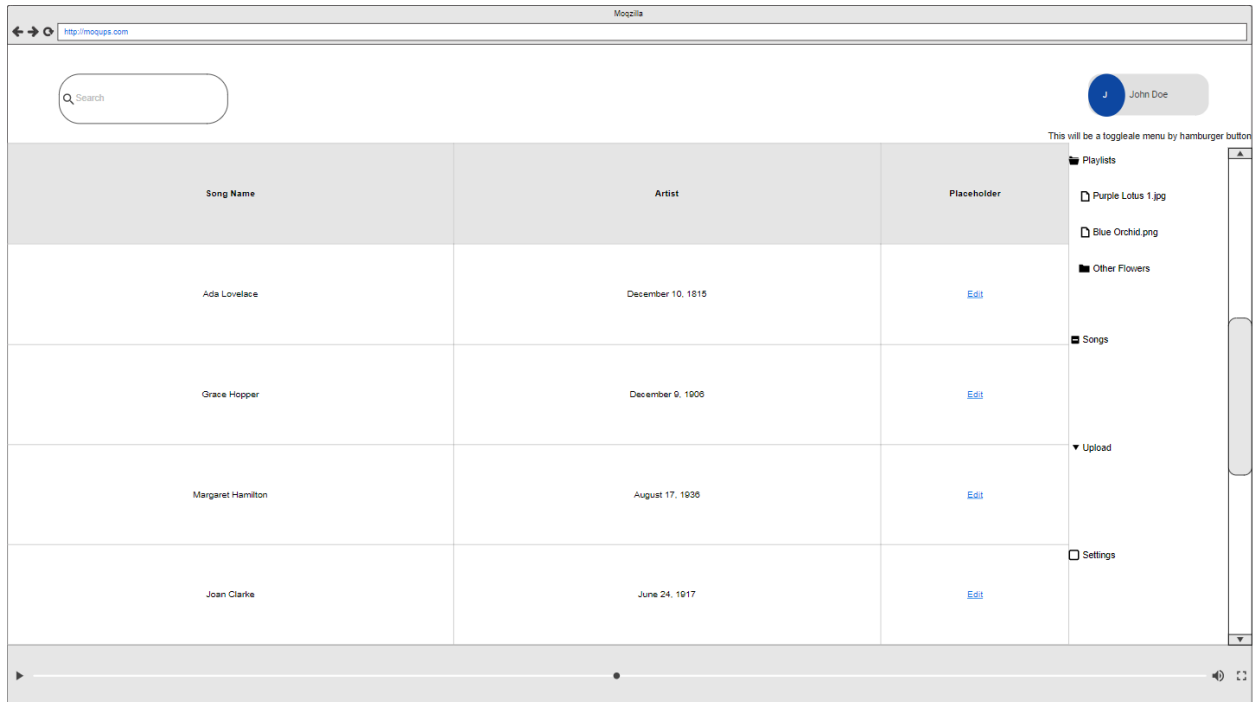 Moqzilla
http://moqups.com
Search
J
John Doe
This will be a toggleale menu by hamburger button
Song Name
Artist
Placeholder
Playlists
Purple Lotus 1.jpg
Blue Orchid.png
Other Flowers
Ada Lovelace
December 10, 1815
Edit
Songs
Grace Hopper
December 9, 1906
Edit
Upload
Margaret Hamilton
August 17, 1936
Edit
Settings
Joan Clarke
June 24, 1917
Edit